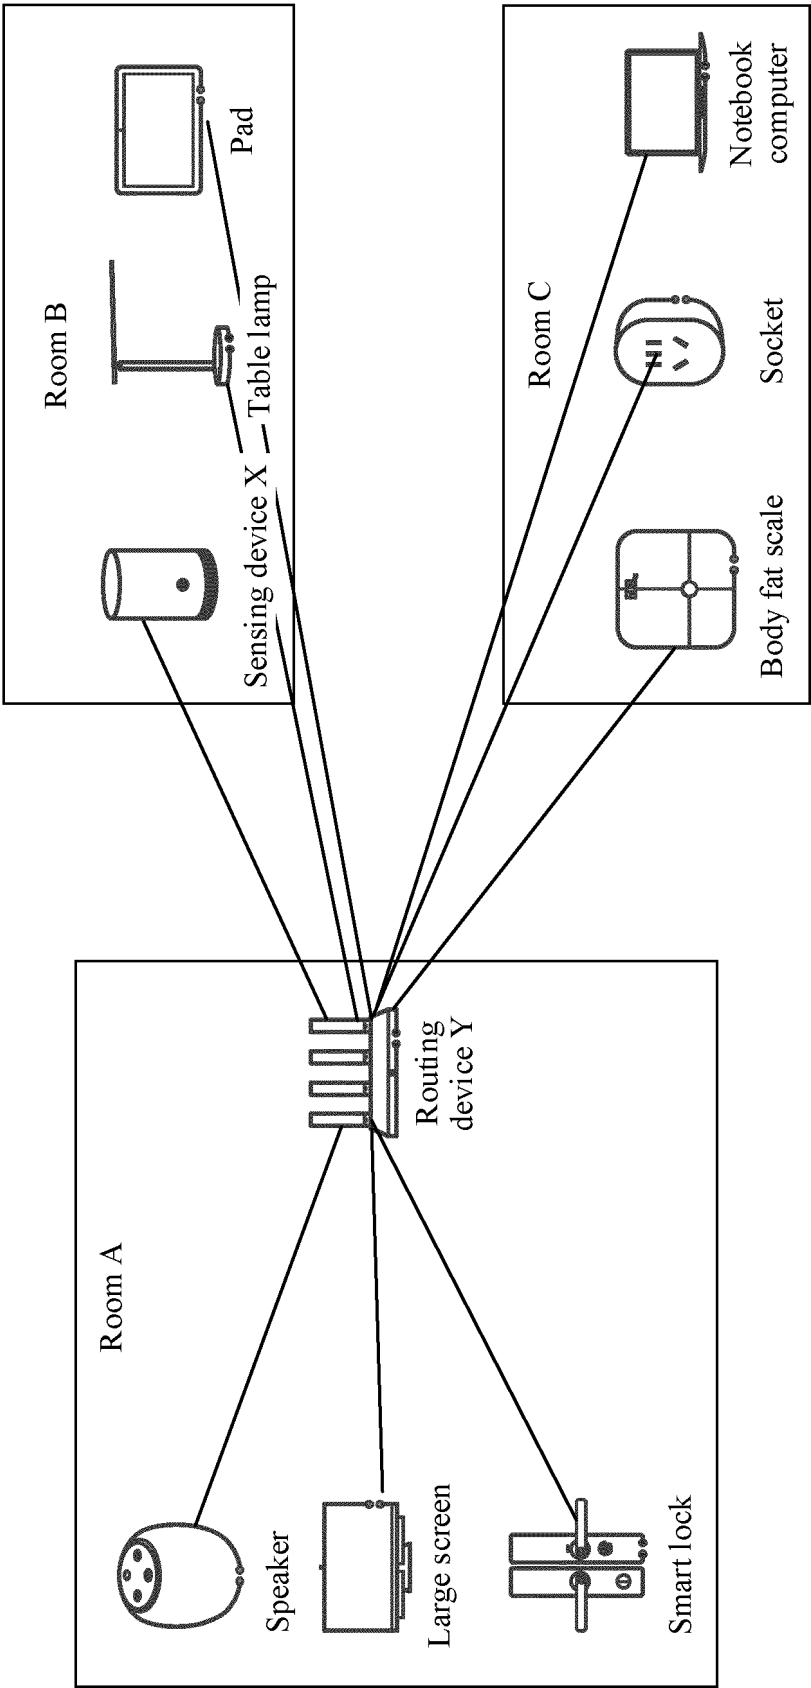 Room A
Speaker
Large screen
Smart lock
Routing
device Y
Room B
Sensing device X
Table lamp
Pad
Room C
Body fat scale
Socket
Notebook
computer